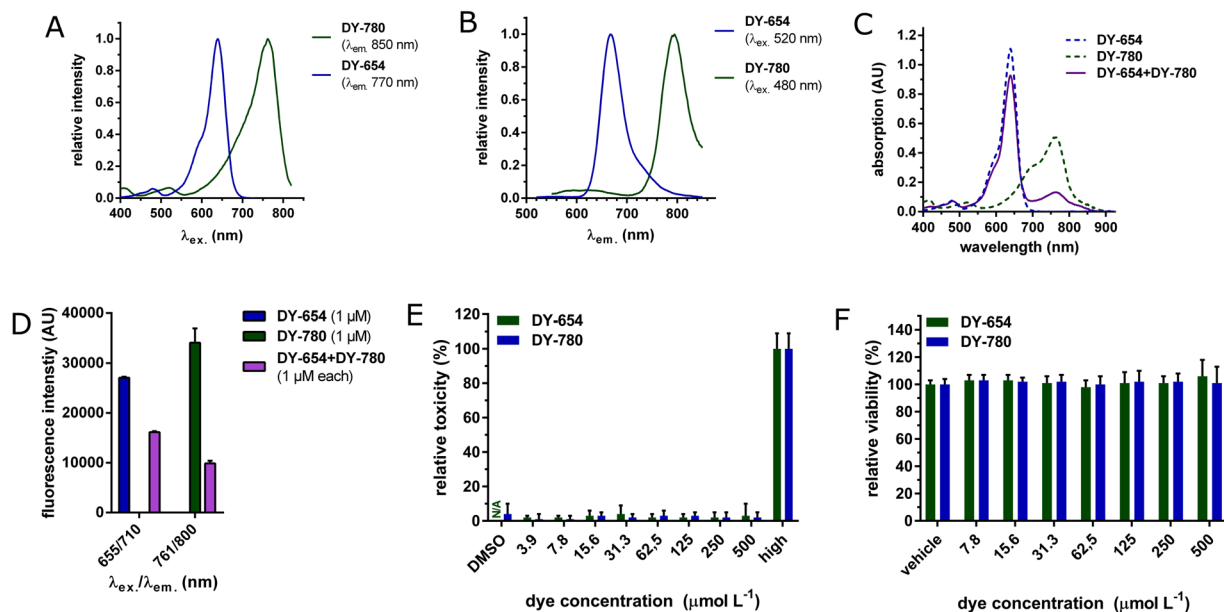 A
DY-780
(λem. 850 nm)
DY-654
(λem. 770 nm)
relative intensity
1.0
0.8
0.6
0.4
0.2
0.0
400 500 600 700 800
λex. (nm)
B
DY-654
(λex. 520 nm)
DY-780
(λex. 480 nm)
relative intensity
1.0
0.8
0.6
0.4
0.2
0.0
500 600 700 800
λem. (nm)
C
DY-654
DY-780
DY-654+DY-780
absorption (AU)
1.2
1.0
0.8
0.6
0.4
0.2
0.0
400 500 600 700 800 900
wavelength (nm)
D
DY-654 (1 μM)
DY-780 (1 μM)
DY-654+DY-780
(1 μM each)
fluorescence intenstiy (AU)
40000
30000
20000
10000
0
655/710 761/800
λex./λem. (nm)
E
DY-654
DY-780
relative toxicity (%)
120
100
80
60
40
20
0
N/A
DMSO 3.9 7.8 15.6 31.3 62.5 125 250 500 high
dye concentration (μmol L-1)
F
DY-654
DY-780
relative viability (%)
140
120
100
80
60
40
20
0
vehicle 7.8 15.6 31.3 62,5 125 250 500
dye concentration (μmol L-1)